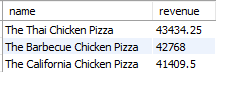 name revenue
The Thai Chicken Pizza 43434.25
The Barbecue Chicken Pizza 42768
The California Chicken Pizza 41409.5